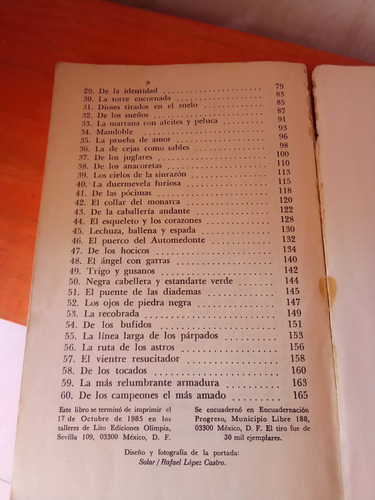 29. De la identidad 79
30. La torre encornada 83
31. Dioses tirados en el suelo 85
32. De los sueños 87
33. La marrana con afeites y peluca 91
34. Mandoble 93
35. La prueba de amor 96
36. La de cejas como sables 98
37. De los juglares 100
38. De los anacoretas 110
39. Los cielos de la sinrazón 113
40. La duermevela furiosa 115
41. De las pócimas 118
42. El collar del monarca 120
43. De la caballería andante 122
44. El esqueleto y los corazones 128
45. Lechuza, ballena y espada 130
46. El puerco del Automedonte 132
47. De los hocicos 134
48. El ángel con garras 140
49. Trigo y gusanos 142
50. Negra cabellera y estandarte verde 144
51. El puente de las diademas 145
52. Los ojos de piedra negra 147
53. La recobrada 149
54. De los bufidos 151
55. La línea larga de los párpados 153
56. La ruta de los astros 156
57. El vientre resucitador 158
58. De los tocados 160
59. La más relumbrante armadura 163
60. De los campeones el más amado 165
Este libro se terminó de imprimir el
17 de Octubre de 1985 en los
talleres de Lito Ediciones Olimpia,
Sevilla 109, 03300 México, D. F.
Se encuadernó en Encuadernación
Progreso, Municipio Libre 188,
03300 México, D. F. El tiro fue de
30 mil ejemplares.
Diseño y fotografía de la portada:
Solar/Rafael López Castro.